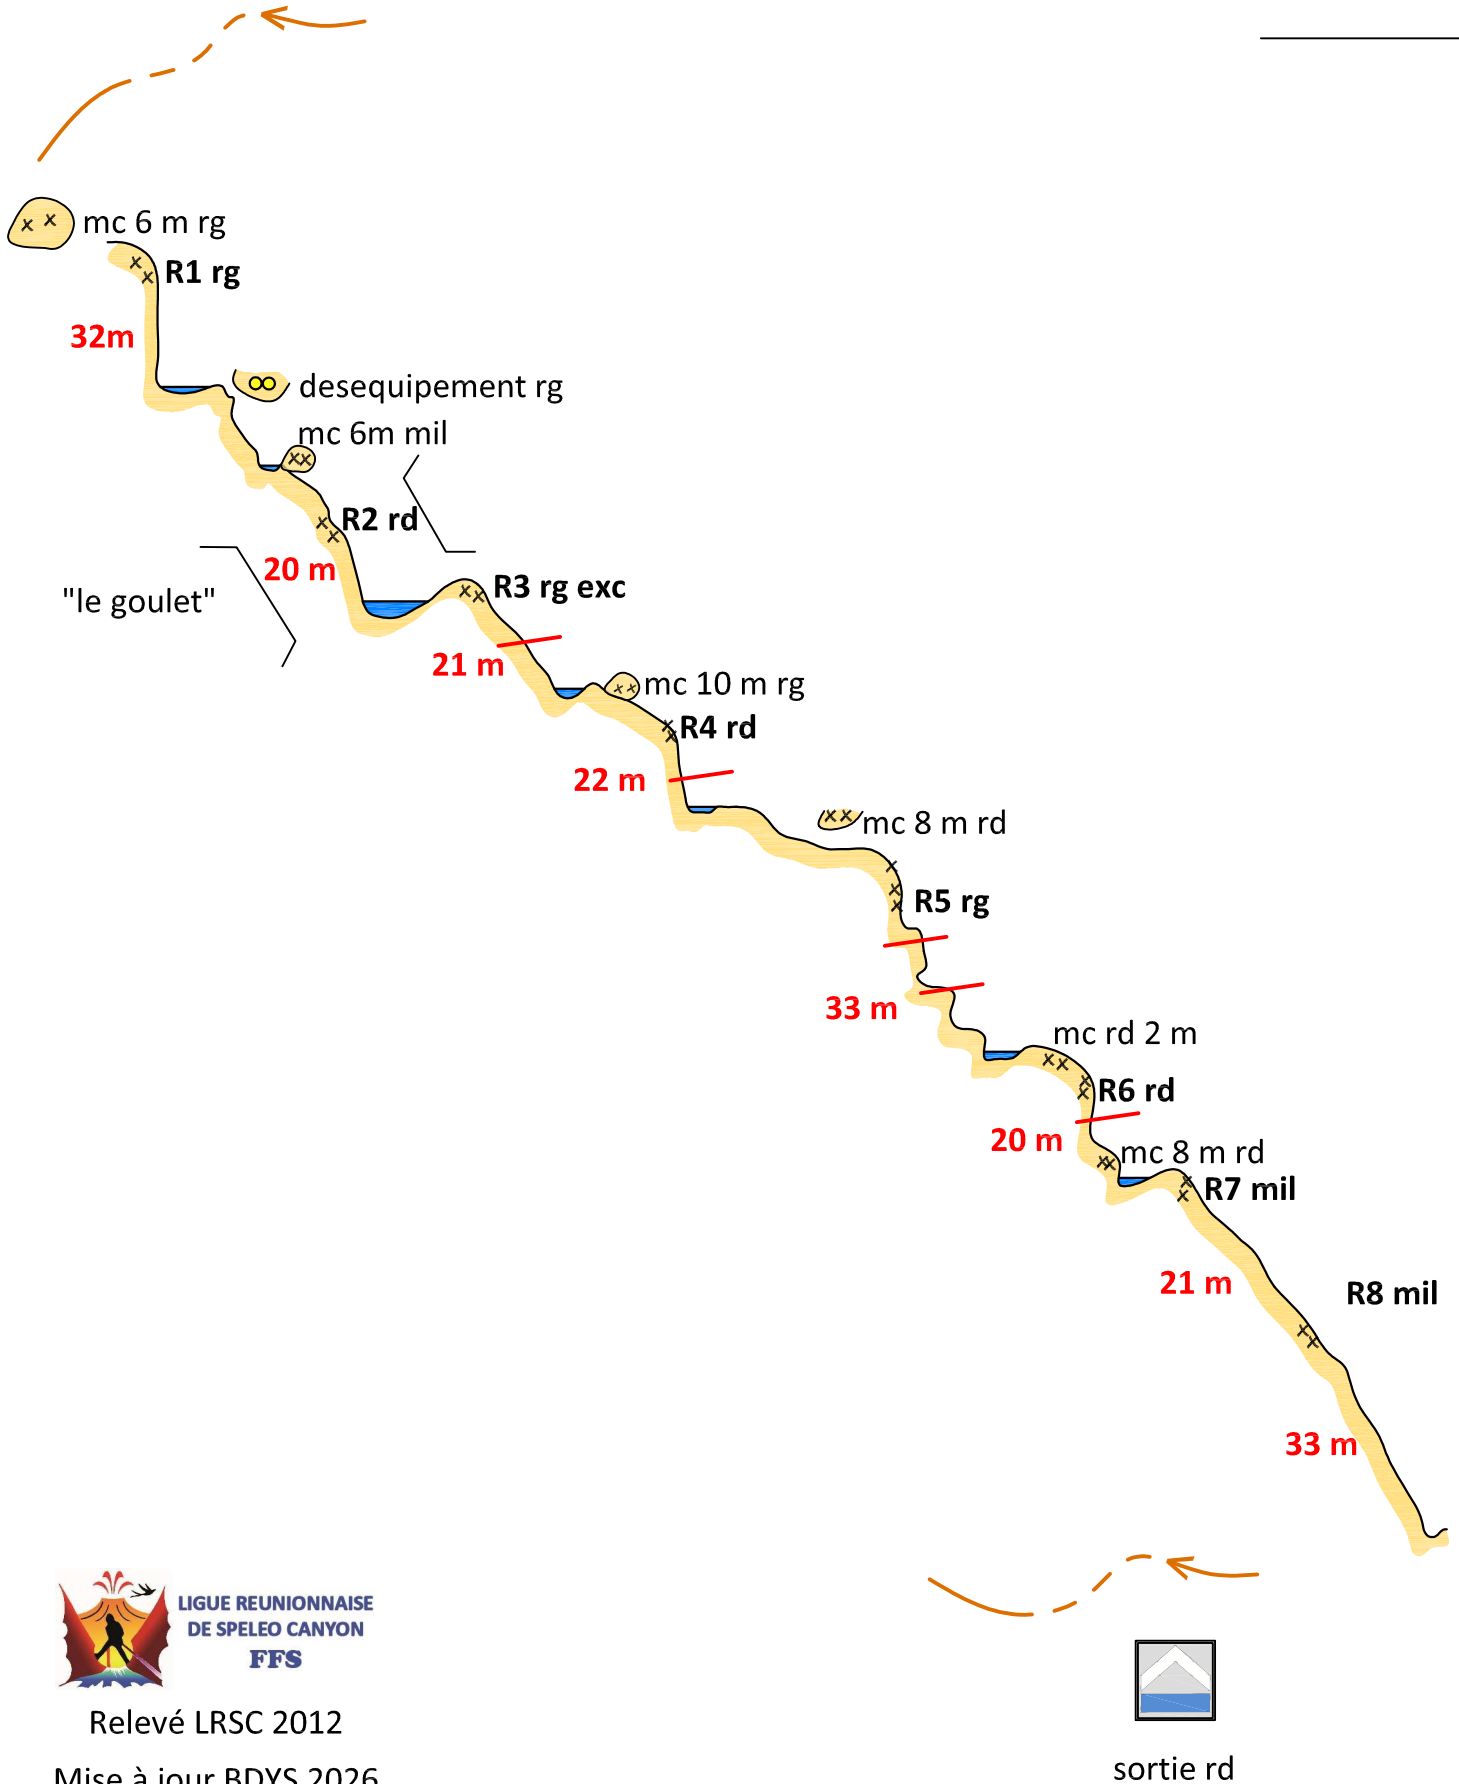 mc 6 m rg
R1 rg
32m
desequipement rg
mc 6m mil
R2 rd
20 m
"le goulet"
R3 rg exc
21 m
mc 10 m rg
R4 rd
22 m
mc 8 m rd
R5 rg
33 m
mc rd 2 m
R6 rd
20 m
mc 8 m rd
R7 mil
21 m
R8 mil
33 m
LIGUE REUNIONNAISE
DE SPELEO CANYON
FFS
Relevé LRSC 2012
Mise à jour BDYS 2026
sortie rd